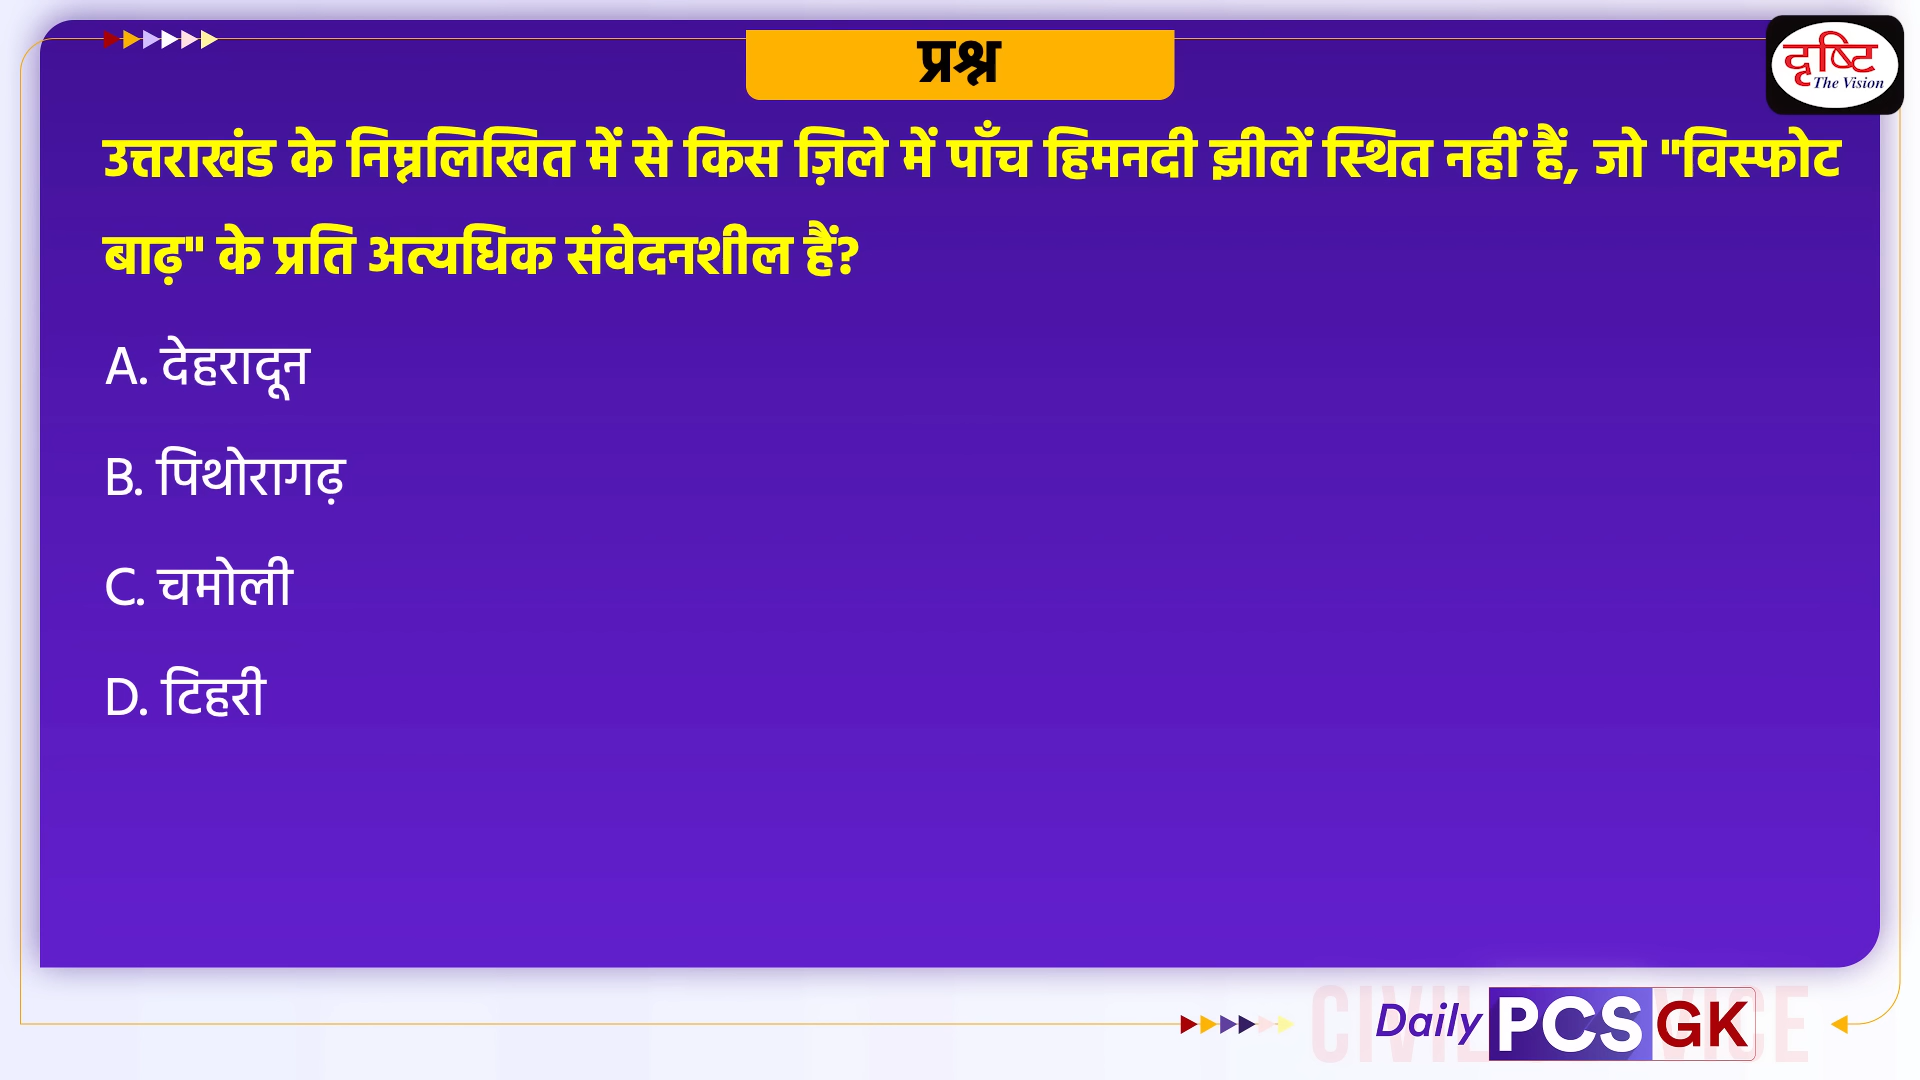 प्रश्न
दृष्टि
The Vision
उत्तराखंड के निम्नलिखित में से किस ज़िले में पाँच हिमनदी झीलें स्थित नहीं हैं, जो "विस्फोट
बाढ़" के प्रति अत्यधिक संवेदनशील हैं?
A. देहरादून
B. पिथोरागढ़
C. चमोली
D. टिहरी
Daily PCS GK